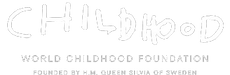 CHILDHOOD
WORLD CHILDHOOD FOUNDATION
FOUNDED BY H.M. QUEEN SILVIA OF SWEDEN